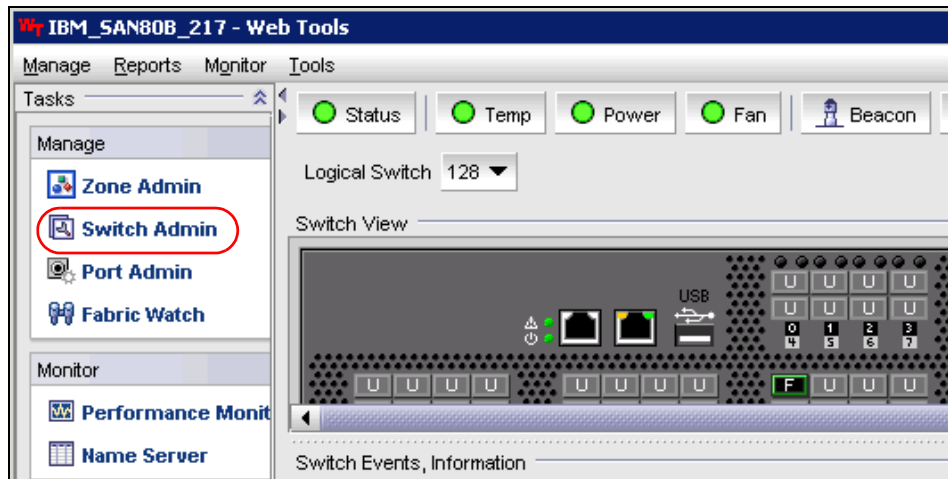 WT IBM_SAN80B_217 - Web Tools
Manage Reports Monitor Tools
Tasks
Status Temp Power Fan Beacon
Manage
Logical Switch 128
Zone Admin
Switch Admin
Switch View
Port Admin
Fabric Watch
USB
U U U U
U U U U
0 1 2 3
4 5 6 7
Monitor
U U U U U U U U F U U U
Performance Monit
Name Server
Switch Events, Information